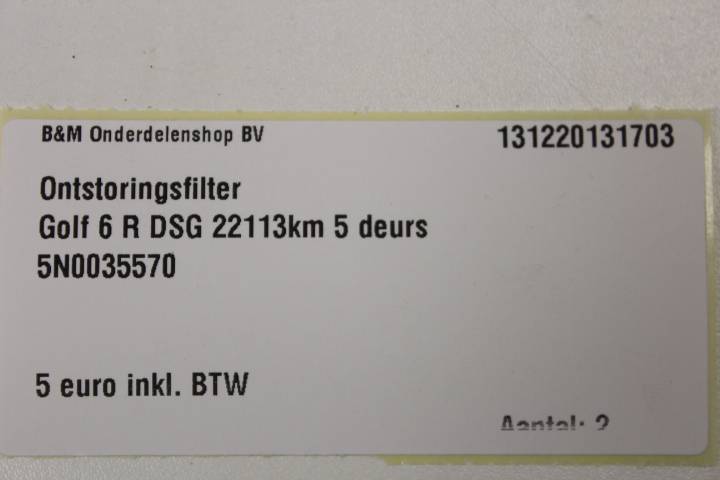 B&M Onderdelenshop BV 131220131703
Ontstoringsfilter
Golf 6 R DSG 22113km 5 deurs
5N0035570
5 euro inkl. BTW
Aantal: 2